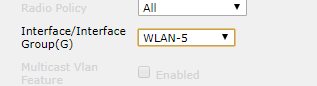 Radio Policy All
Interface/Interface Group(G) WLAN-5
Multicast Vlan Feature Enabled